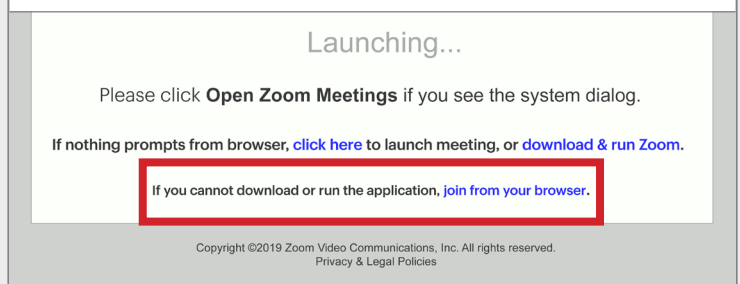 Launching...
Please click Open Zoom Meetings if you see the system dialog.
If nothing prompts from browser, click here to launch meeting, or download & run Zoom.
If you cannot download or run the application, join from your browser.
Copyright ©2019 Zoom Video Communications, Inc. All rights reserved.
Privacy & Legal Policies